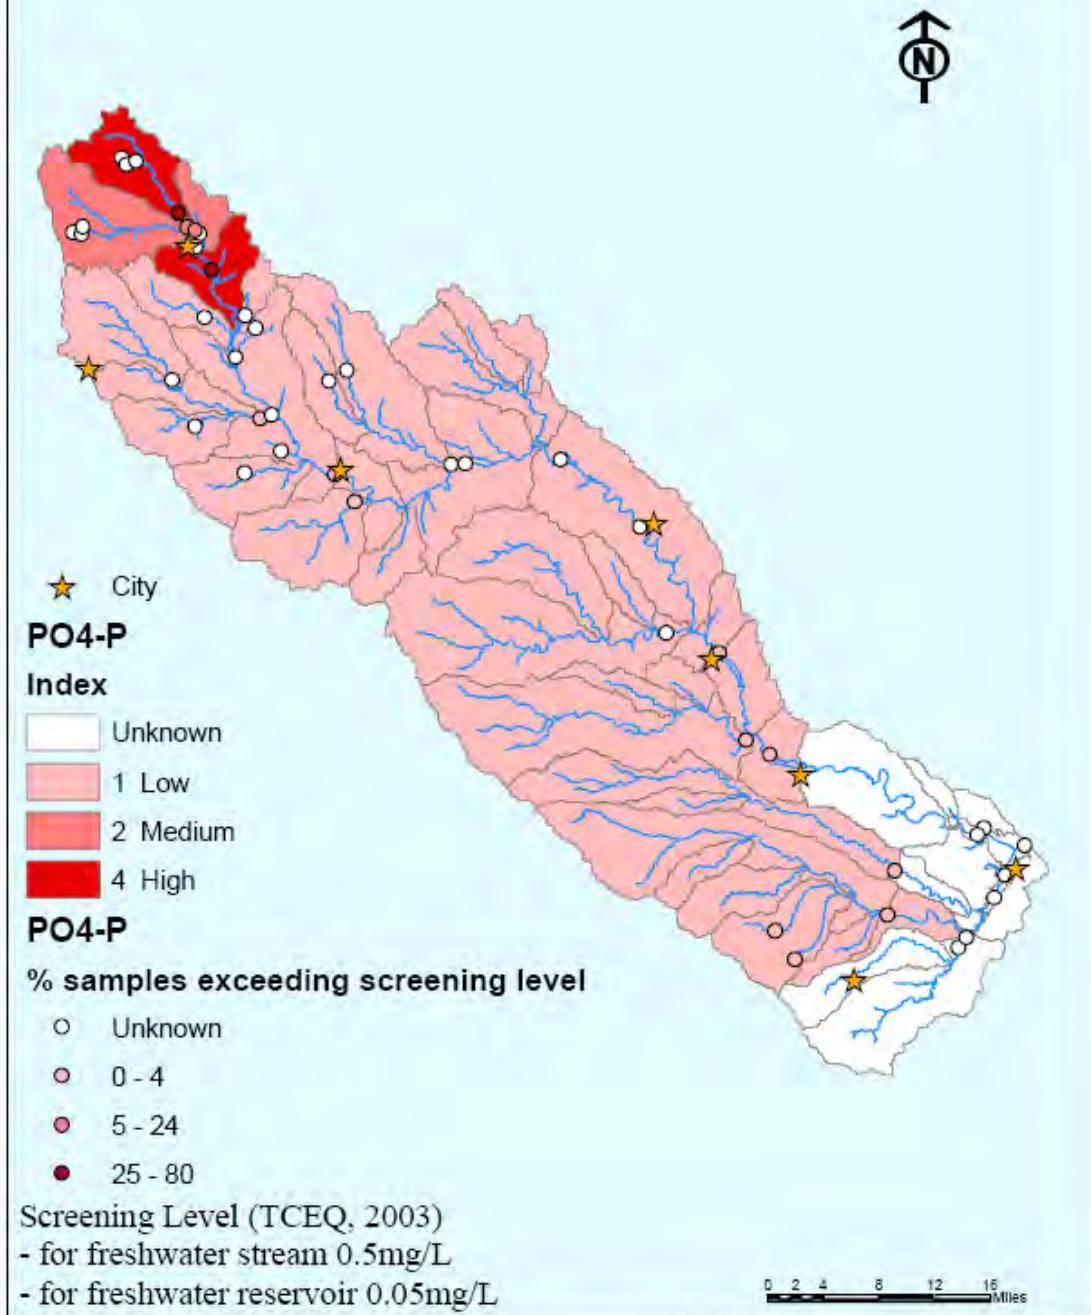 N
City
PO4-P
Index
Unknown
1 Low
2 Medium
4 High
PO4-P
% samples exceeding screening level
Unknown
0 - 4
5 - 24
25 - 80
Screening Level (TCEQ, 2003)
- for freshwater stream 0.5mg/L
- for freshwater reservoir 0.05mg/L
0 2 4 8 12 16
Miles